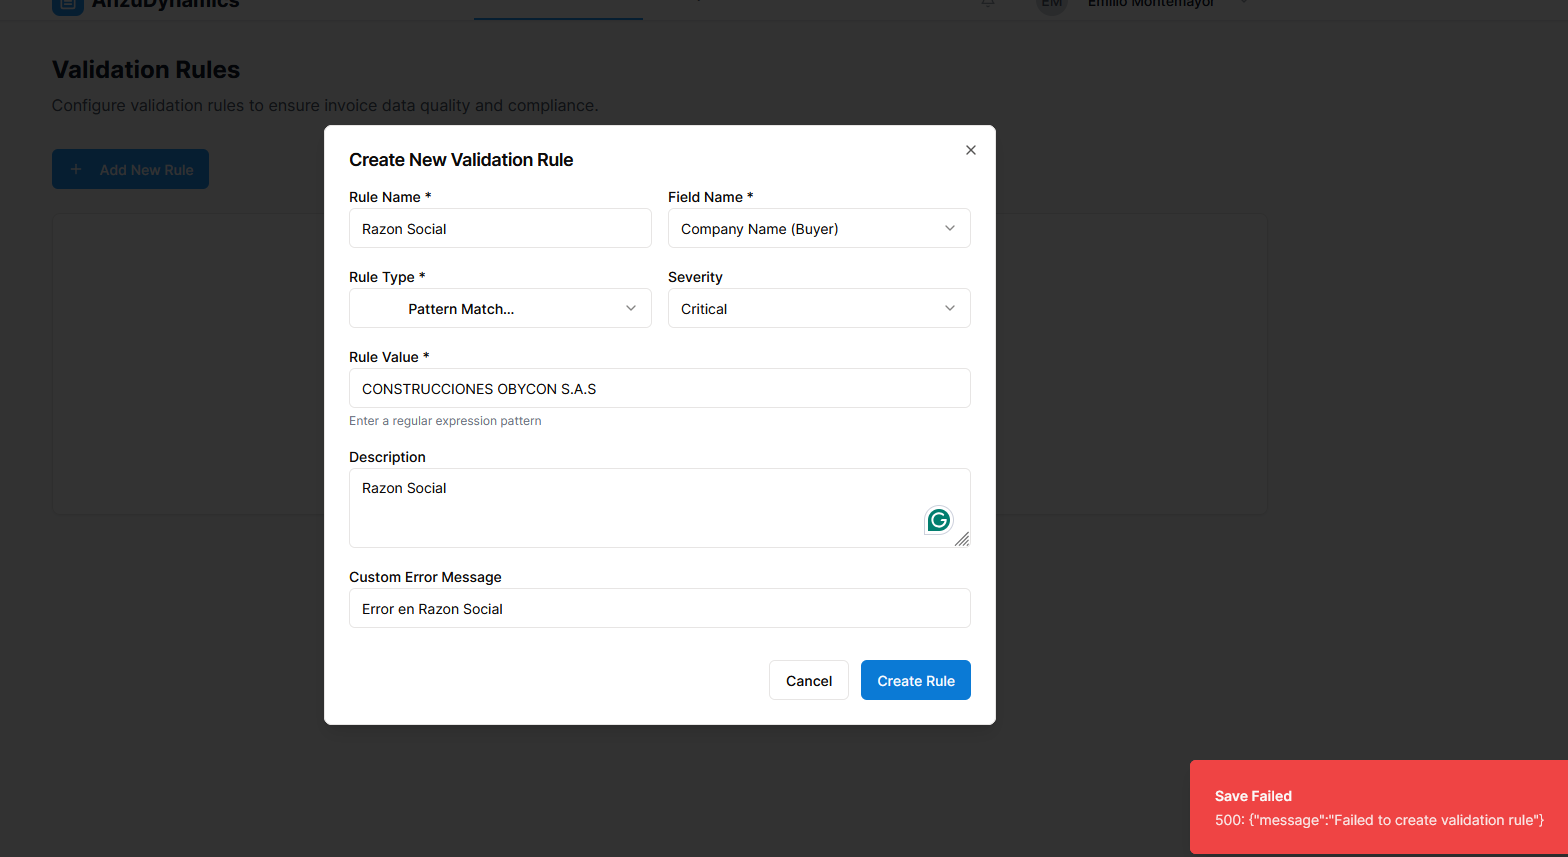 AnzuDynamics
EM Emilio Montemayor
Validation Rules
Configure validation rules to ensure invoice data quality and compliance.
+ Add New Rule
Create New Validation Rule
Rule Name *
Field Name *
Razon Social
Company Name (Buyer)
Rule Type *
Severity
Pattern Match...
Critical
Rule Value *
CONSTRUCCIONES OBYCON S.A.S
Enter a regular expression pattern
Description
Razon Social
Custom Error Message
Error en Razon Social
Cancel
Create Rule
Save Failed
500: {"message":"Failed to create validation rule"}